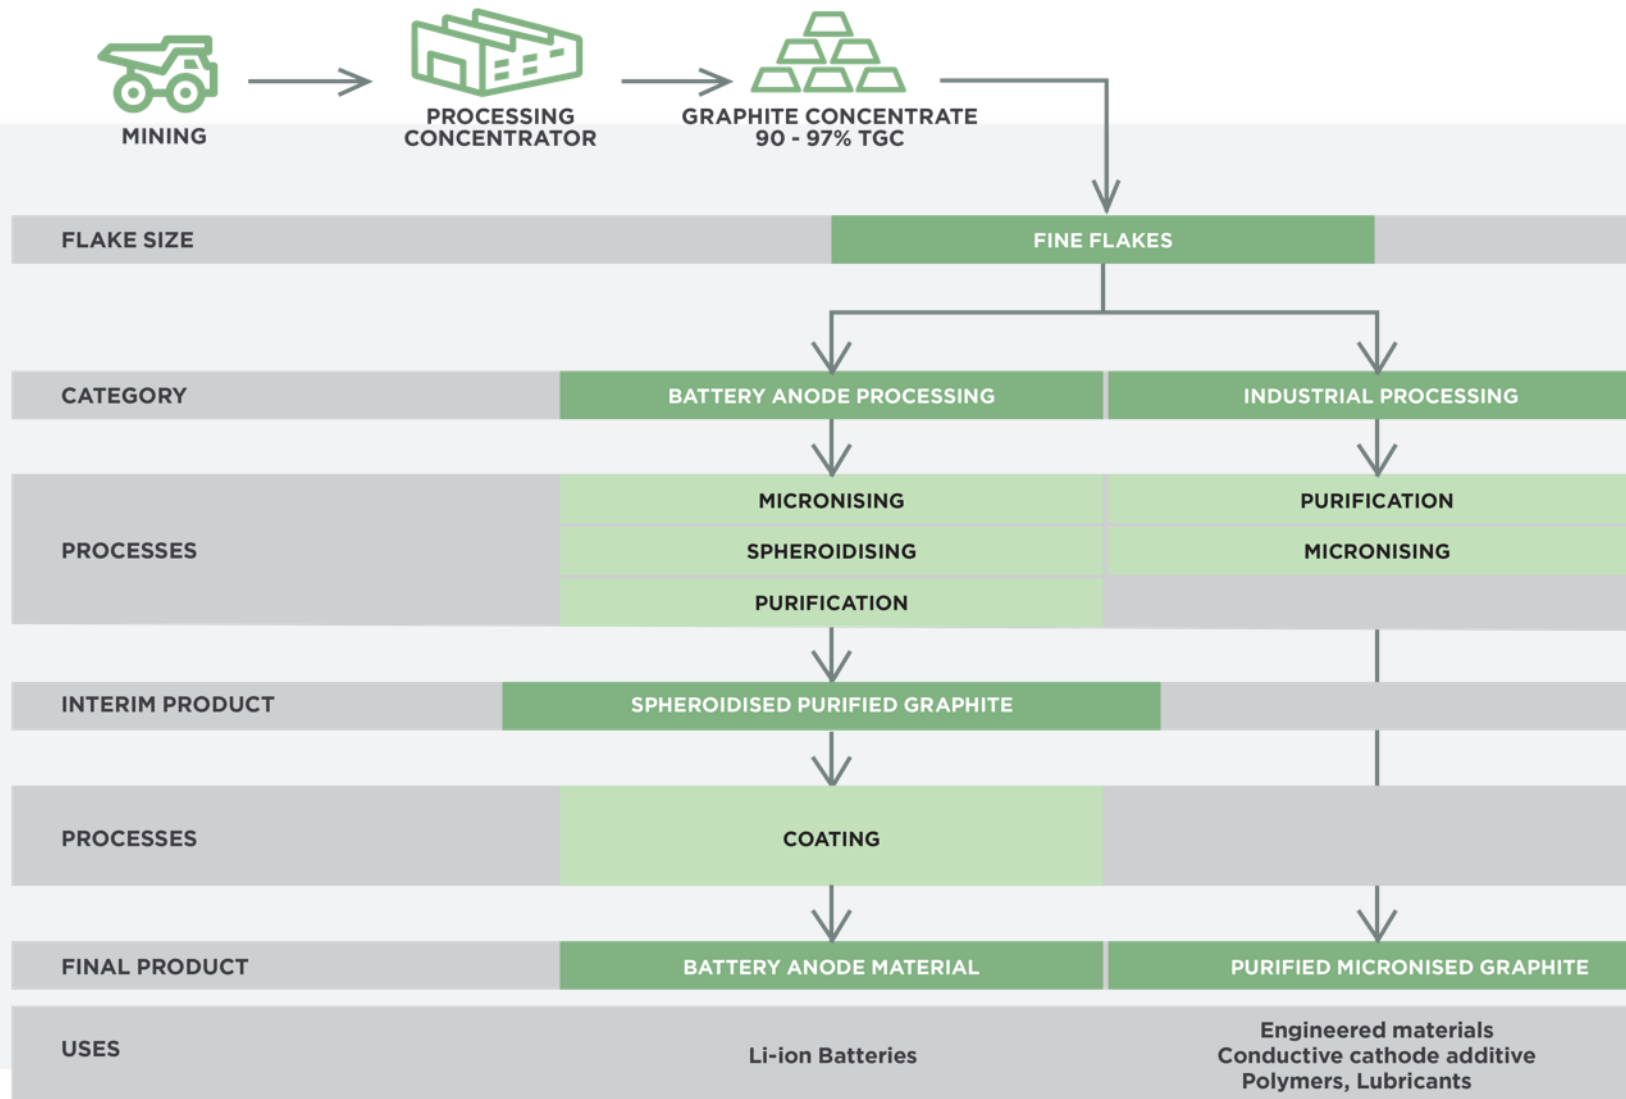 MINING
PROCESSING
CONCENTRATOR
GRAPHITE CONCENTRATE
90 - 97% TGC
FLAKE SIZE
FINE FLAKES
CATEGORY
BATTERY ANODE PROCESSING
INDUSTRIAL PROCESSING
PROCESSES
MICRONISING
SPHEROIDISING
PURIFICATION
PURIFICATION
MICRONISING
INTERIM PRODUCT
SPHEROIDISED PURIFIED GRAPHITE
PROCESSES
COATING
FINAL PRODUCT
BATTERY ANODE MATERIAL
PURIFIED MICRONISED GRAPHITE
USES
Li-ion Batteries
Engineered materials
Conductive cathode additive
Polymers, Lubricants